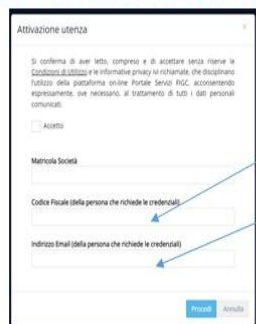 Attivazione utenza
×
Si conferma di aver letto, compreso e di accettare senza riserve le
Condizioni di Utilizzo e le informative privacy ivi richiamate, che disciplinano
l'utilizzo della piattaforma on-line Portale Servizi FIGC, acconsentendo
espressamente, ove necessario, al trattamento di tutti i dati personali
comunicati.
Accetto
Matricola Società
Codice Fiscale (della persona che richiede le credenziali)
Indirizzo Email (della persona che richiede le credenziali)
Procedi Annulla